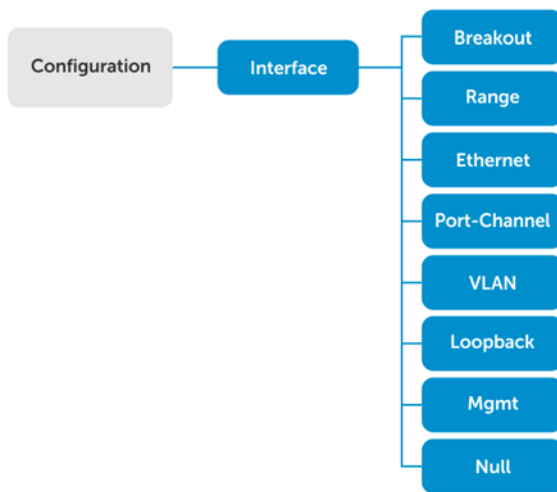 Configuration
Interface
Breakout
Range
Ethernet
Port-Channel
VLAN
Loopback
Mgmt
Null